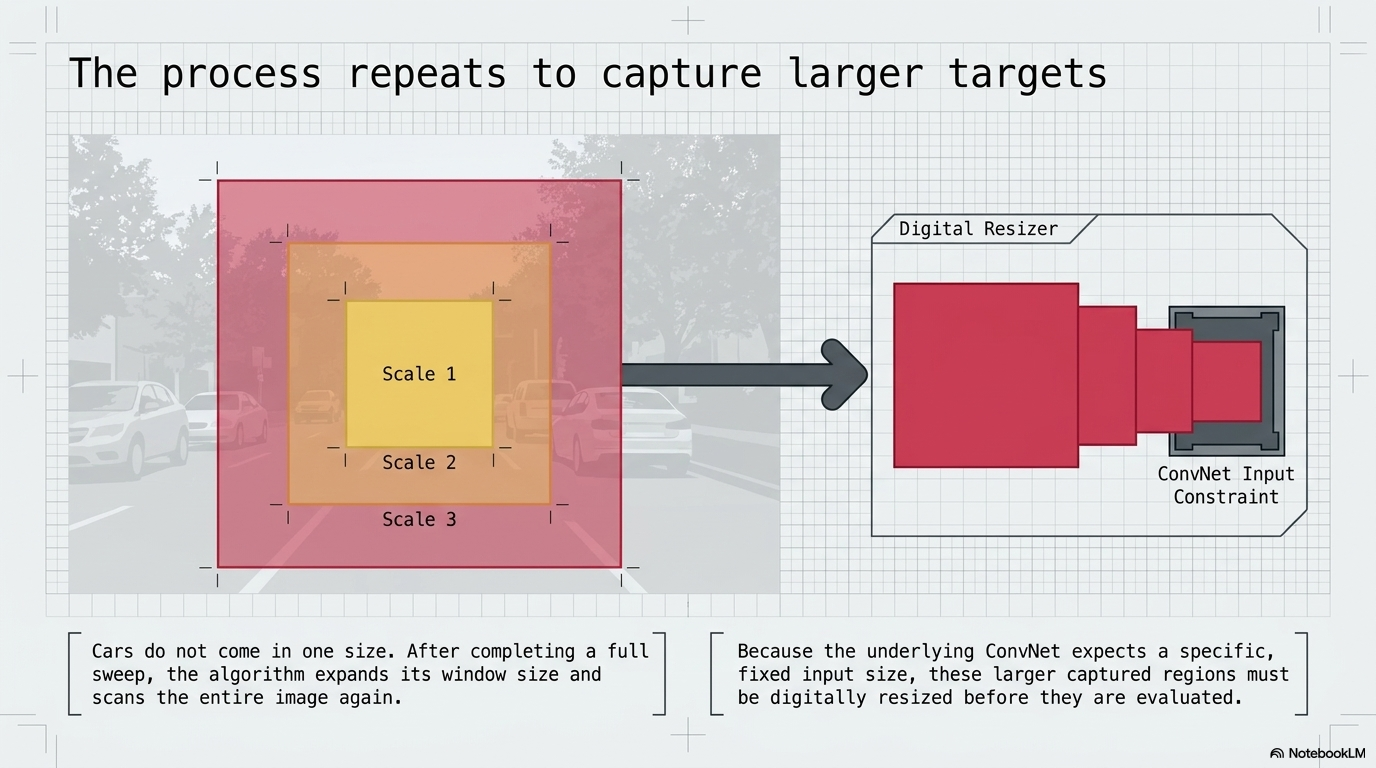 The process repeats to capture larger targets
Scale 1
Scale 2
Scale 3
Digital Resizer
ConvNet Input
Constraint
Cars do not come in one size. After completing a full
sweep, the algorithm expands its window size and
scans the entire image again.
Because the underlying ConvNet expects a specific,
fixed input size, these larger captured regions must
be digitally resized before they are evaluated.
NotebookLM